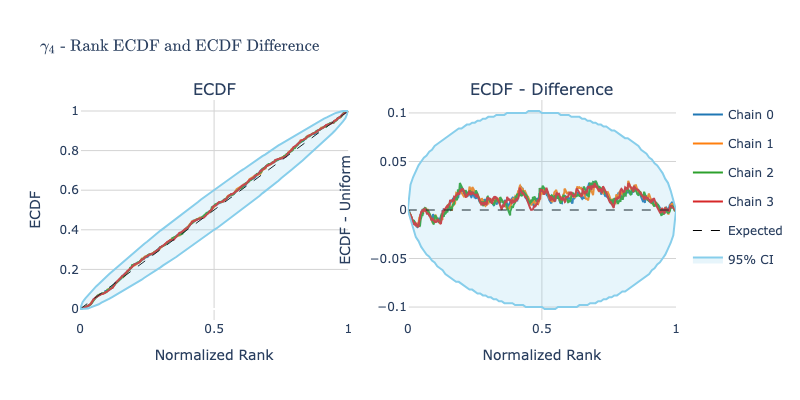 γ₄ - Rank ECDF and ECDF Difference
ECDF
ECDF - Difference
ECDF
1
0.8
0.6
0.4
0.2
0
0
0.5
1
Normalized Rank
ECDF - Uniform
0.1
0.05
0
−0.05
−0.1
0
0.5
1
Normalized Rank
Chain 0
Chain 1
Chain 2
Chain 3
Expected
95% CI